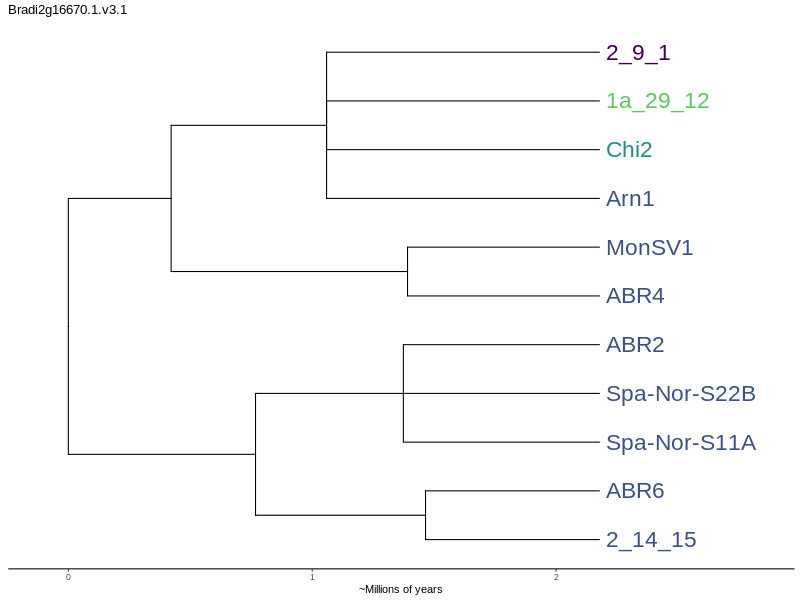 Bradi2g16670.1.v3.1
2_9_1
1a_29_12
Chi2
Arn1
MonSV1
ABR4
ABR2
Spa-Nor-S22B
Spa-Nor-S11A
ABR6
2_14_15
0 1 2
~Millions of years